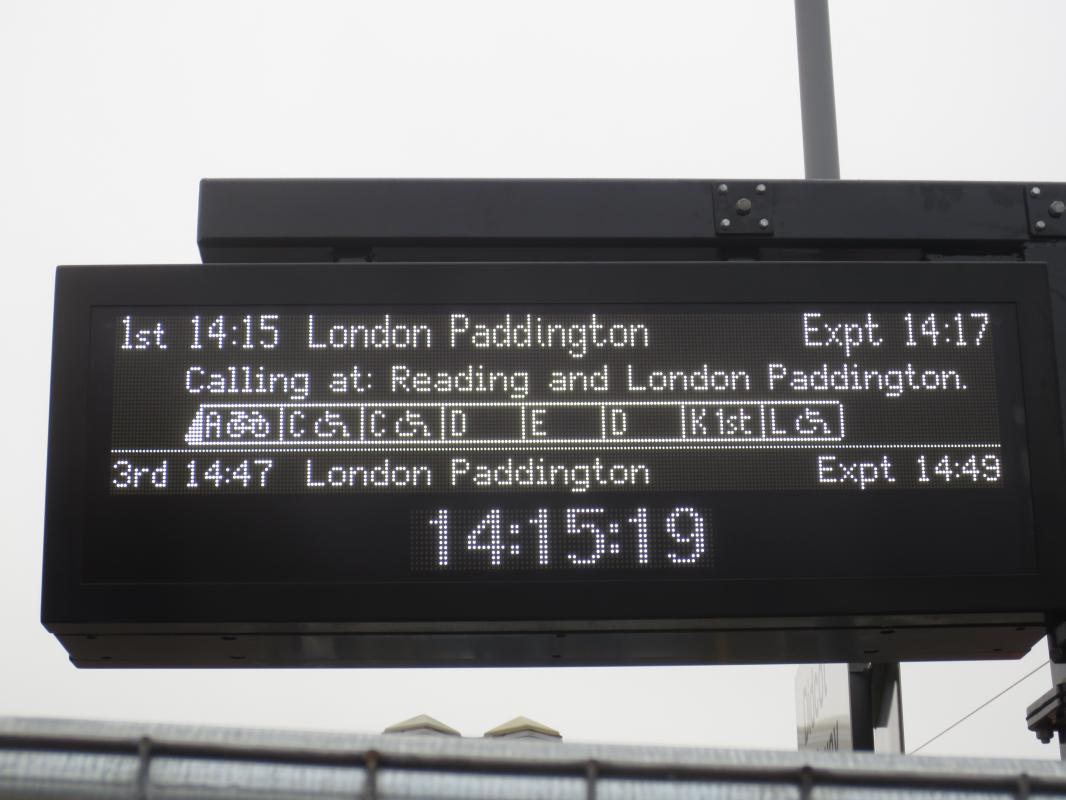 1st 14:15 London Paddington Expt 14:17
Calling at: Reading and London Paddington.
A C C D E D K 1st L
3rd 14:47 London Paddington Expt 14:49
14:15:19
Didcot